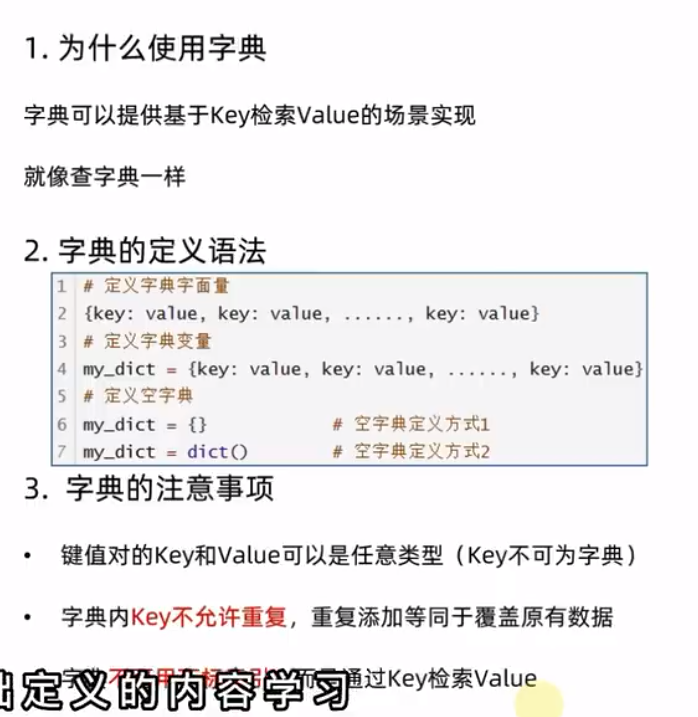 1. 为什么使用字典
字典可以提供基于Key检索Value的场景实现
就像查字典一样
2. 字典的定义语法
1 # 定义字典字面量
2 {key: value, key: value, ......, key: value}
3 # 定义字典变量
4 my_dict = {key: value, key: value, ......, key: value}
5 # 定义空字典
6 my_dict = {} # 空字典定义方式1
7 my_dict = dict() # 空字典定义方式2
3. 字典的注意事项
• 键值对的Key和Value可以是任意类型（Key不可为字典）
• 字典内Key不允许重复，重复添加等同于覆盖原有数据
通过Key检索Value
定义的内容学习